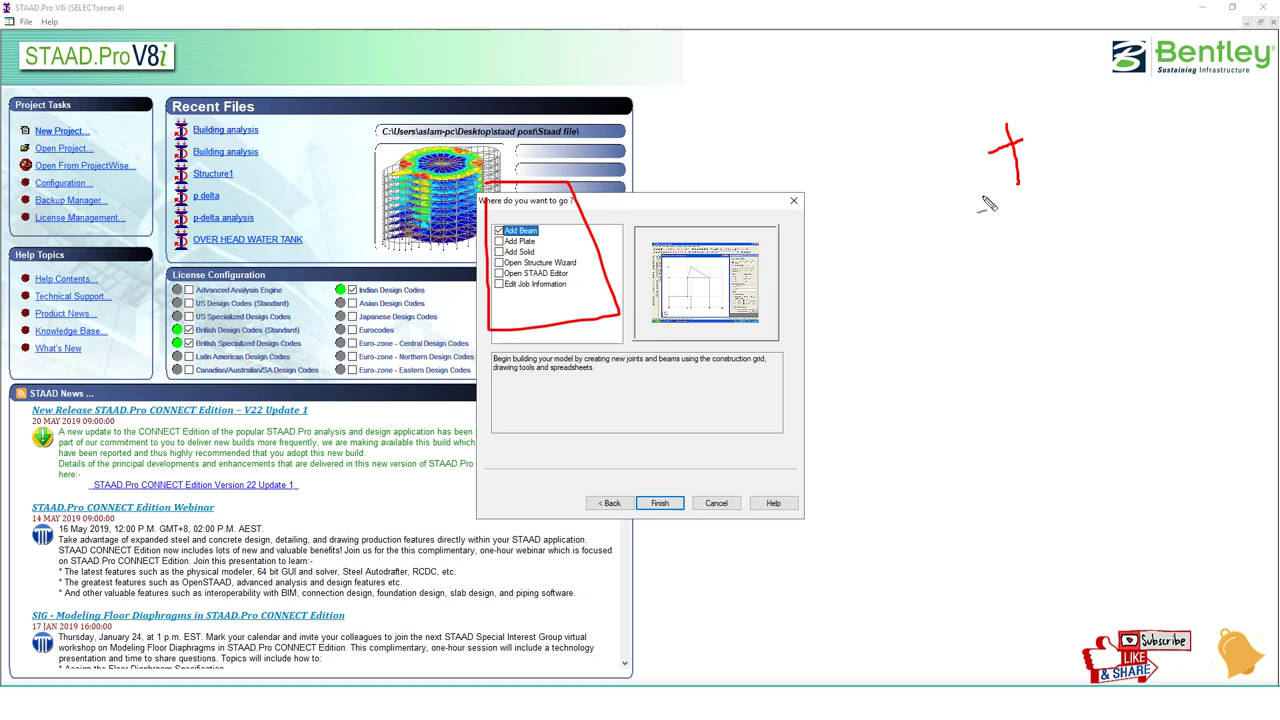 STAAD.Pro V8i (SELECTseries 4)
File Help
STAAD.Pro V8i
Bentley
Sustaining Infrastructure
Project Tasks
New Project...
Open Project...
Open From ProjectWise...
Configuration...
Backup Manager...
License Management...
Help Topics
Help Contents...
Technical Support...
Product News...
Knowledge Base...
What's New
Recent Files
Building analysis
Building analysis
Structure1
p delta
p-delta analysis
OVER HEAD WATER TANK
C:\Users\aslam-pc\Desktop\staad post\Staad file\
License Configuration
Advanced Analysis Engine
US Design Codes (Standard)
US Specialized Design Codes
British Design Codes (Standard)
British Specialized Design Codes
Latin American Design Codes
Canadian/Australian/SA Design Codes
Indian Design Codes
Asian Design Codes
Japanese Design Codes
Eurocodes
Euro-zone - Central Design Codes
Euro-zone - Northern Design Codes
Euro-zone - Eastern Design Codes
Where do you want to go ?
Add Beam
Add Plate
Add Solid
Open Structure Wizard
Open STAAD Editor
Edit Job Information
Begin building your model by creating new joints and beams using the construction grid,
drawing tools and spreadsheets.
< Back
Finish
Cancel
Help
STAAD News ...
New Release STAAD.Pro CONNECT Edition – V22 Update 1
20 MAY 2019 09:00:00
A new update to the CONNECT Edition of the popular STAAD.Pro analysis and design application has been
part of our commitment to you to deliver new builds more frequently, we are making available this build which
have been reported and thus highly recommended that you adopt this new build.
Details of the principal developments and enhancements that are delivered in this new version of STAAD.Pro
here:-
STAAD.Pro CONNECT Edition Version 22 Update 1
STAAD.Pro CONNECT Edition Webinar
14 MAY 2019 09:00:00
16 May 2019, 12:00 P.M. GMT+8, 02:00 P.M. AEST.
Take advantage of expanded steel and concrete design, detailing, and drawing production features directly within your STAAD application.
STAAD CONNECT Edition now includes lots of new and valuable benefits! Join us for the this complimentary, one-hour webinar which is focused
on STAAD.Pro CONNECT Edition. Join this presentation to learn:-
* The latest features such as the physical modeler, 64 bit GUI and solver, Steel Autodrafter, RCDC, etc.
* The greatest features such as OpenSTAAD, advanced analysis and design features etc.
* And other valuable features such as interoperability with BIM, connection design, foundation design, slab design, and piping software.
SIG - Modeling Floor Diaphragms in STAAD.Pro CONNECT Edition
17 JAN 2019 16:00:00
Thursday, January 24, at 1 p.m. EST. Mark your calendar and invite your colleagues to join the next STAAD Special Interest Group virtual
workshop on Modeling Floor Diaphragms in STAAD.Pro CONNECT Edition. This complimentary, one-hour session will include a technology
presentation and time to share questions. Topics will include how to:
* Assign the Floor Diaphragm Specification
Subscribe
LIKE
& SHARE